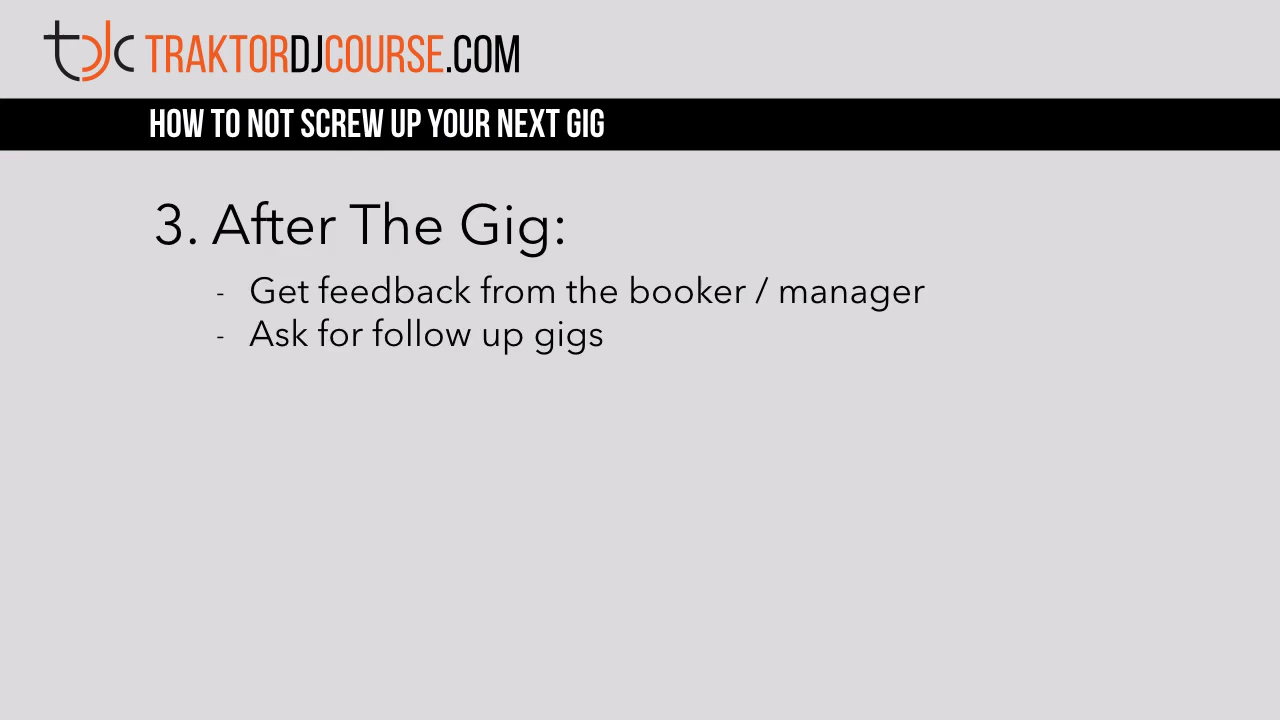 tdjc TRAKTORDJCOURSE.COM
HOW TO NOT SCREW UP YOUR NEXT GIG
3. After The Gig:
- Get feedback from the booker / manager
- Ask for follow up gigs